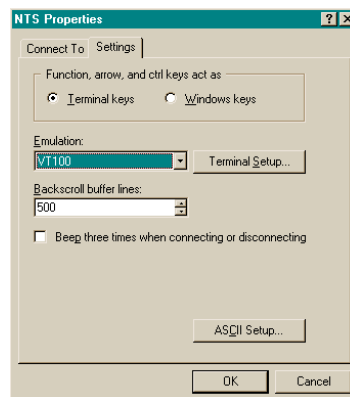 NTS Properties
Connect To Settings
Function, arrow, and ctrl keys act as
Terminal keys Windows keys
Emulation:
VT100 Terminal Setup...
Backscroll buffer lines:
500
Beep three times when connecting or disconnecting
ASCII Setup...
OK Cancel